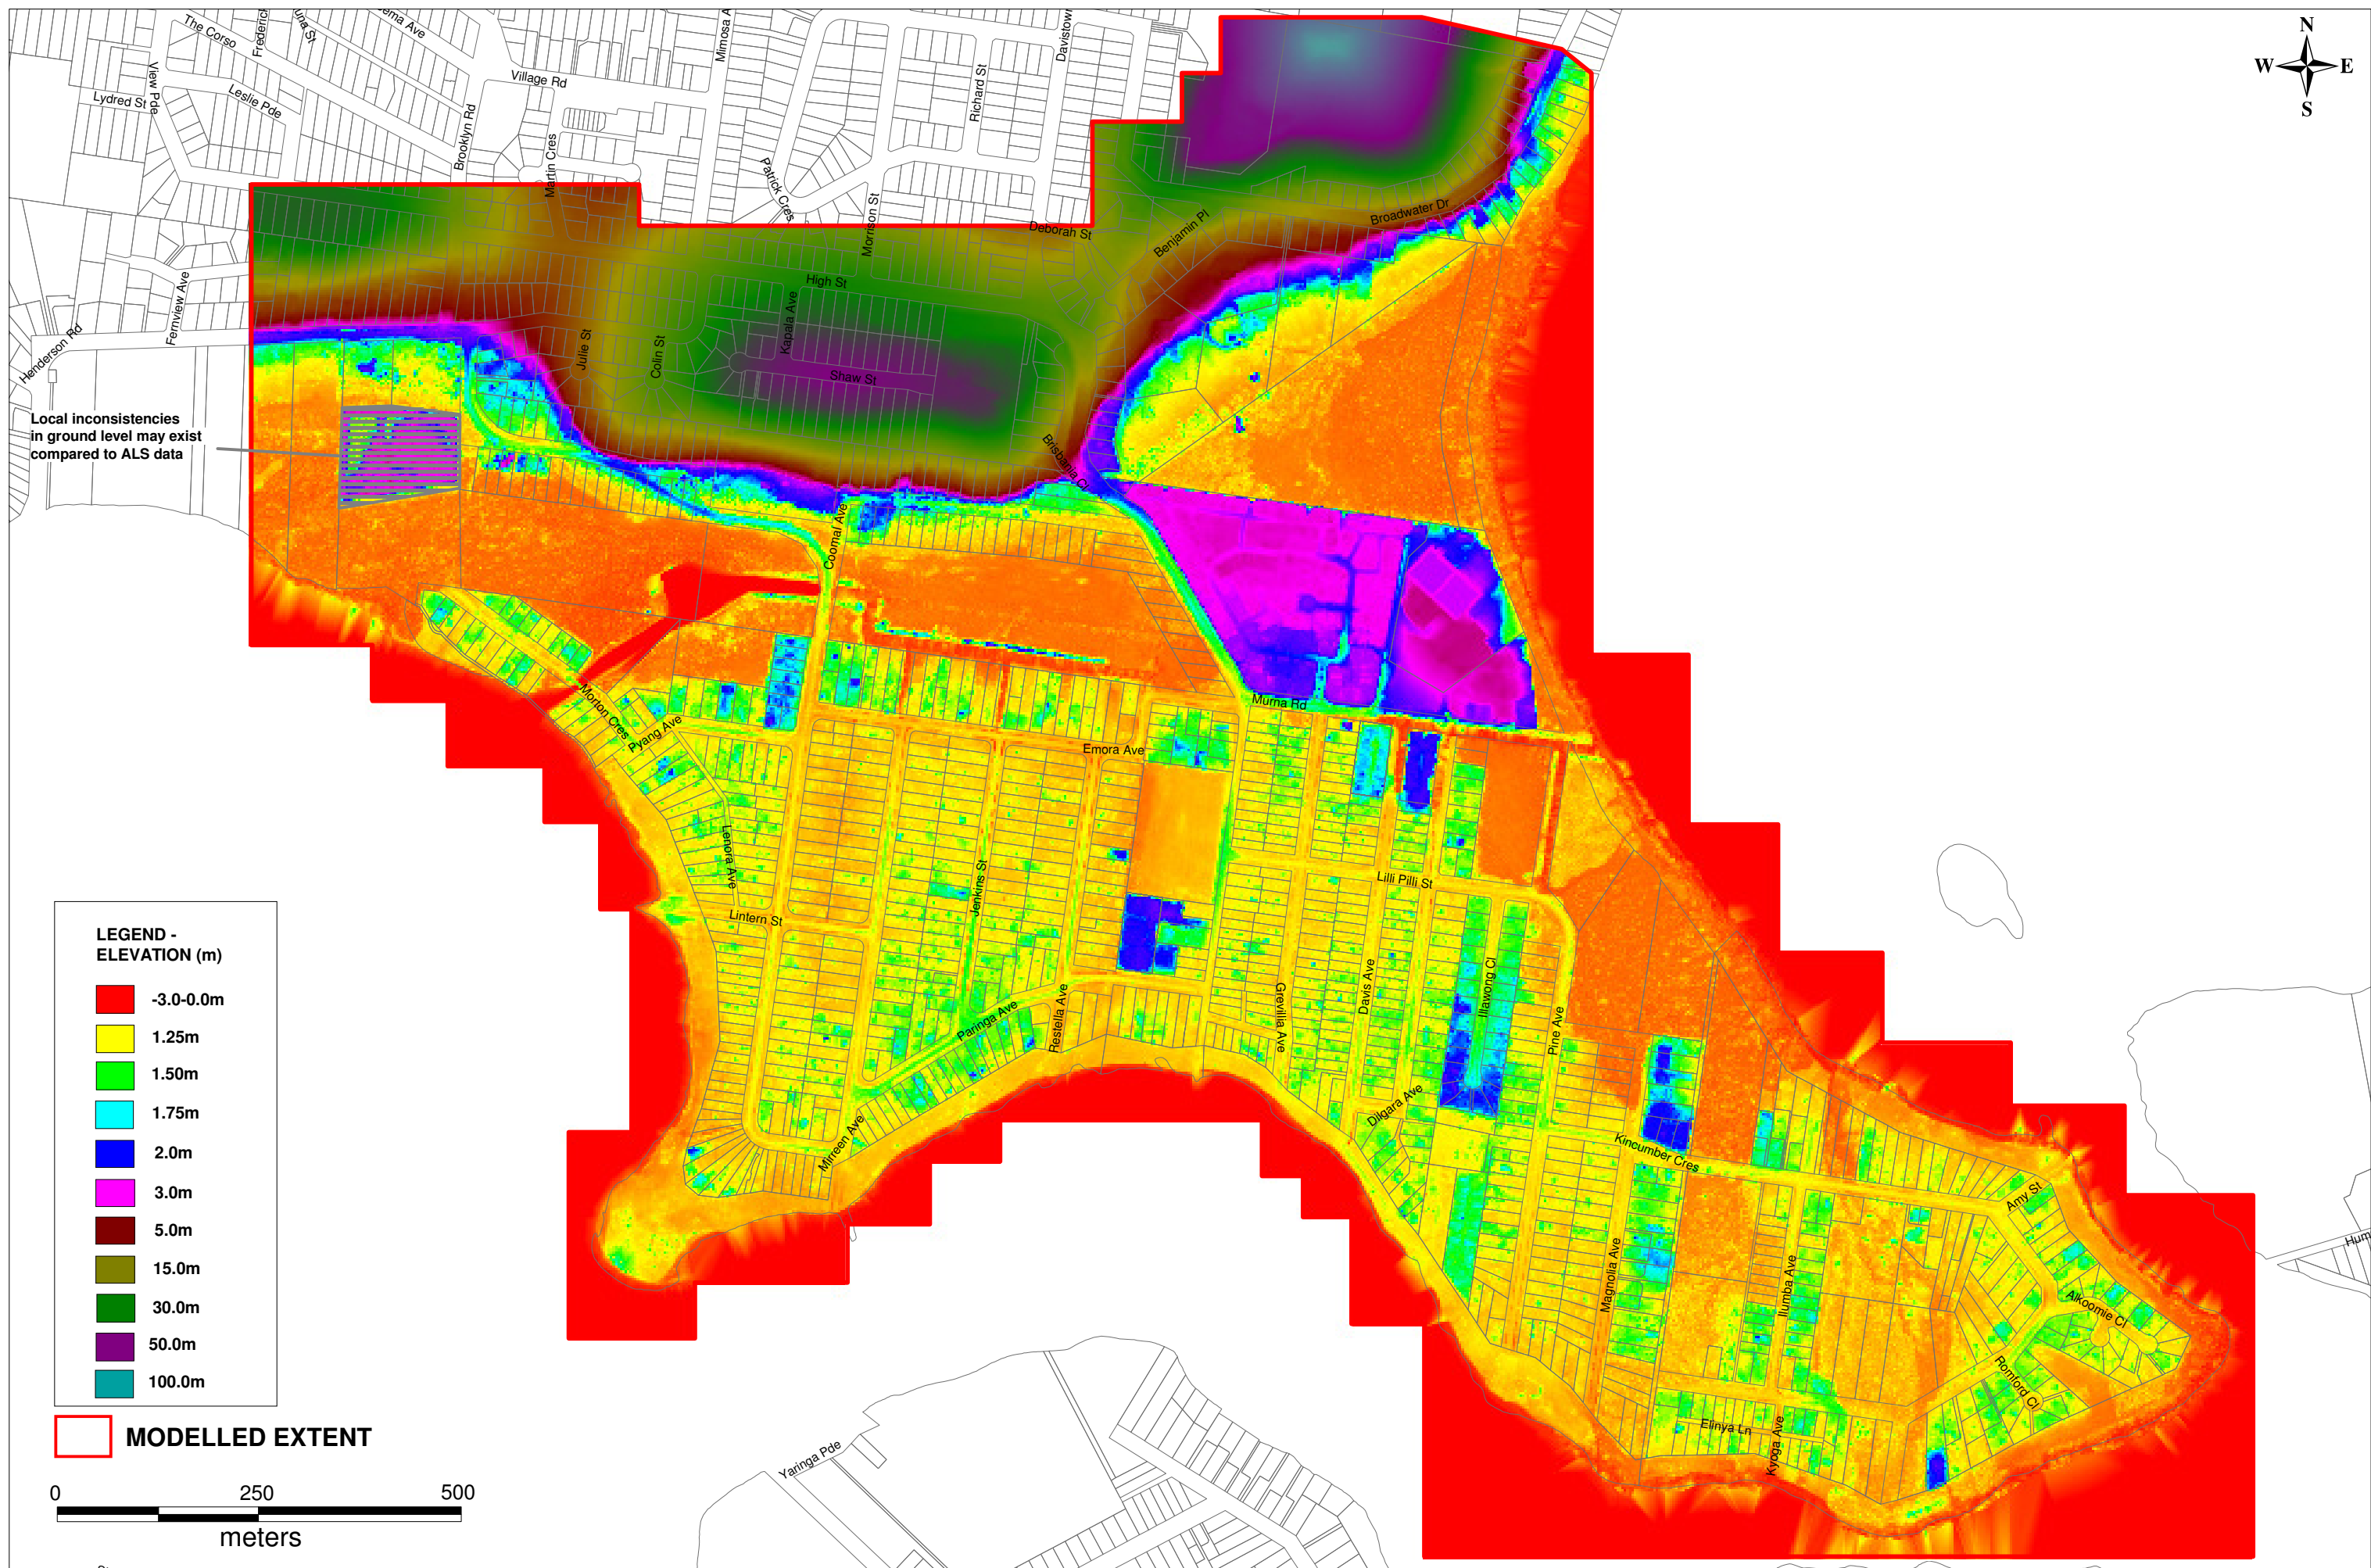 The Corso
Frederick
una St
ema Ave
Mimosa A
Davistown
Village Rd
View Pde
Lydred St
Leslie Pde
Brooklyn Rd
Richard St
Martin Cres
Patrick Cres
Morrison St
Deborah St
Benjamin Pl
Broadwater Dr
N
W
E
S
Fernview Ave
Henderson Rd
High St
Kapala Ave
Julie St
Colin St
Shaw St
Local inconsistencies
in ground level may exist
compared to ALS data
Brisbania Cl
Coomal Ave
Murna Rd
Morton Cres
Pyang Ave
Emora Ave
Lenora Ave
Jenkins St
Lilli Pilli St
Lintern St
Grevillia Ave
Davis Ave
Illawong Cl
Pine Ave
Restella Ave
Paringa Ave
Mirreen Ave
Dilgara Ave
Kincumber Cres
Amy St
Magnolia Ave
Illumba Ave
Alkoomie Cl
Romford Cl
Elinya Ln
Kyoga Ave
Yaringa Pde
Hum
LEGEND -
ELEVATION (m)
-3.0-0.0m
1.25m
1.50m
1.75m
2.0m
3.0m
5.0m
15.0m
30.0m
50.0m
100.0m
MODELLED EXTENT
0 250 500
meters